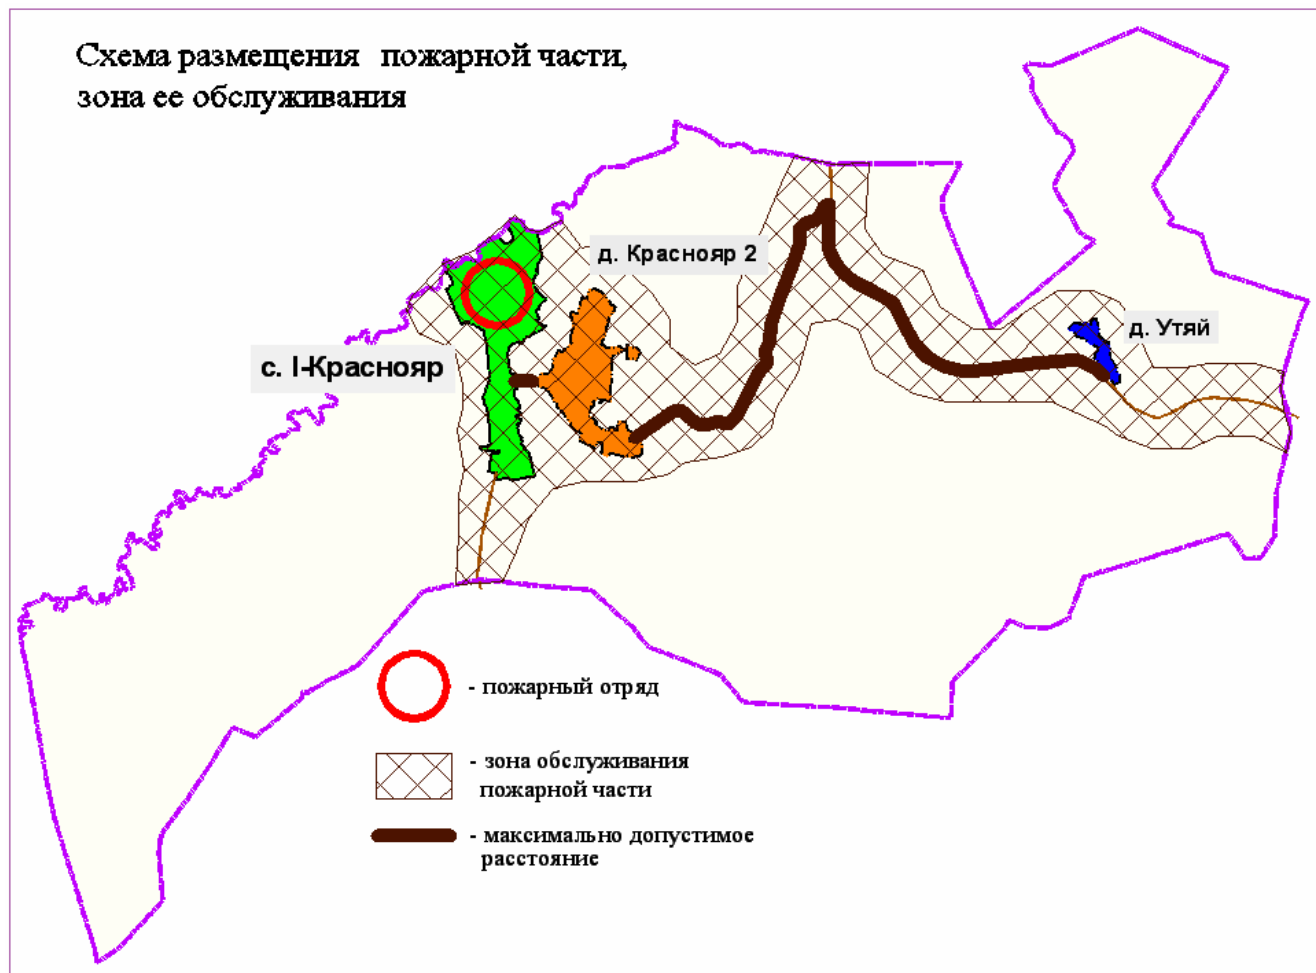 Схема размещения пожарной части,
зона ее обслуживания
д. Краснояр 2
д. Утяй
с. I-Краснояр
- пожарный отряд
- зона обслуживания
пожарной части
- максимально допустимое
расстояние